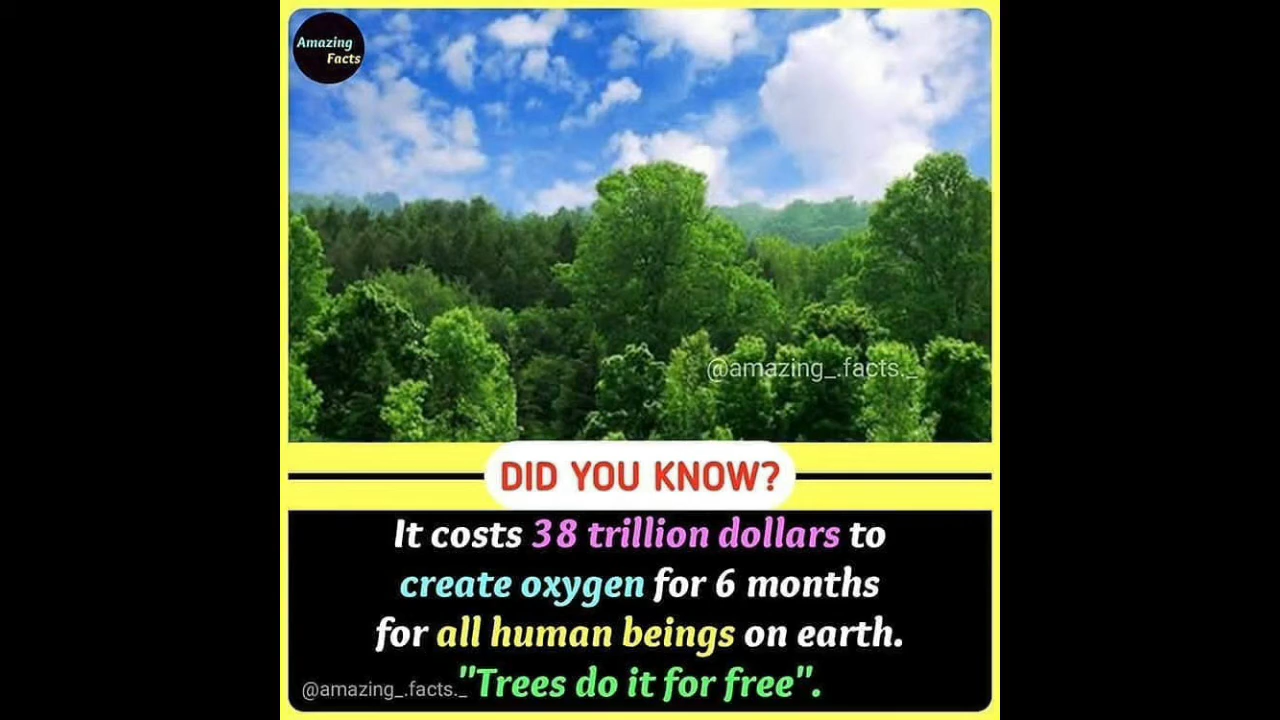 Amazing
Facts
@amazing_.facts._
DID YOU KNOW?
It costs 38 trillion dollars to
create oxygen for 6 months
for all human beings on earth.
"Trees do it for free".
@amazing_.facts._